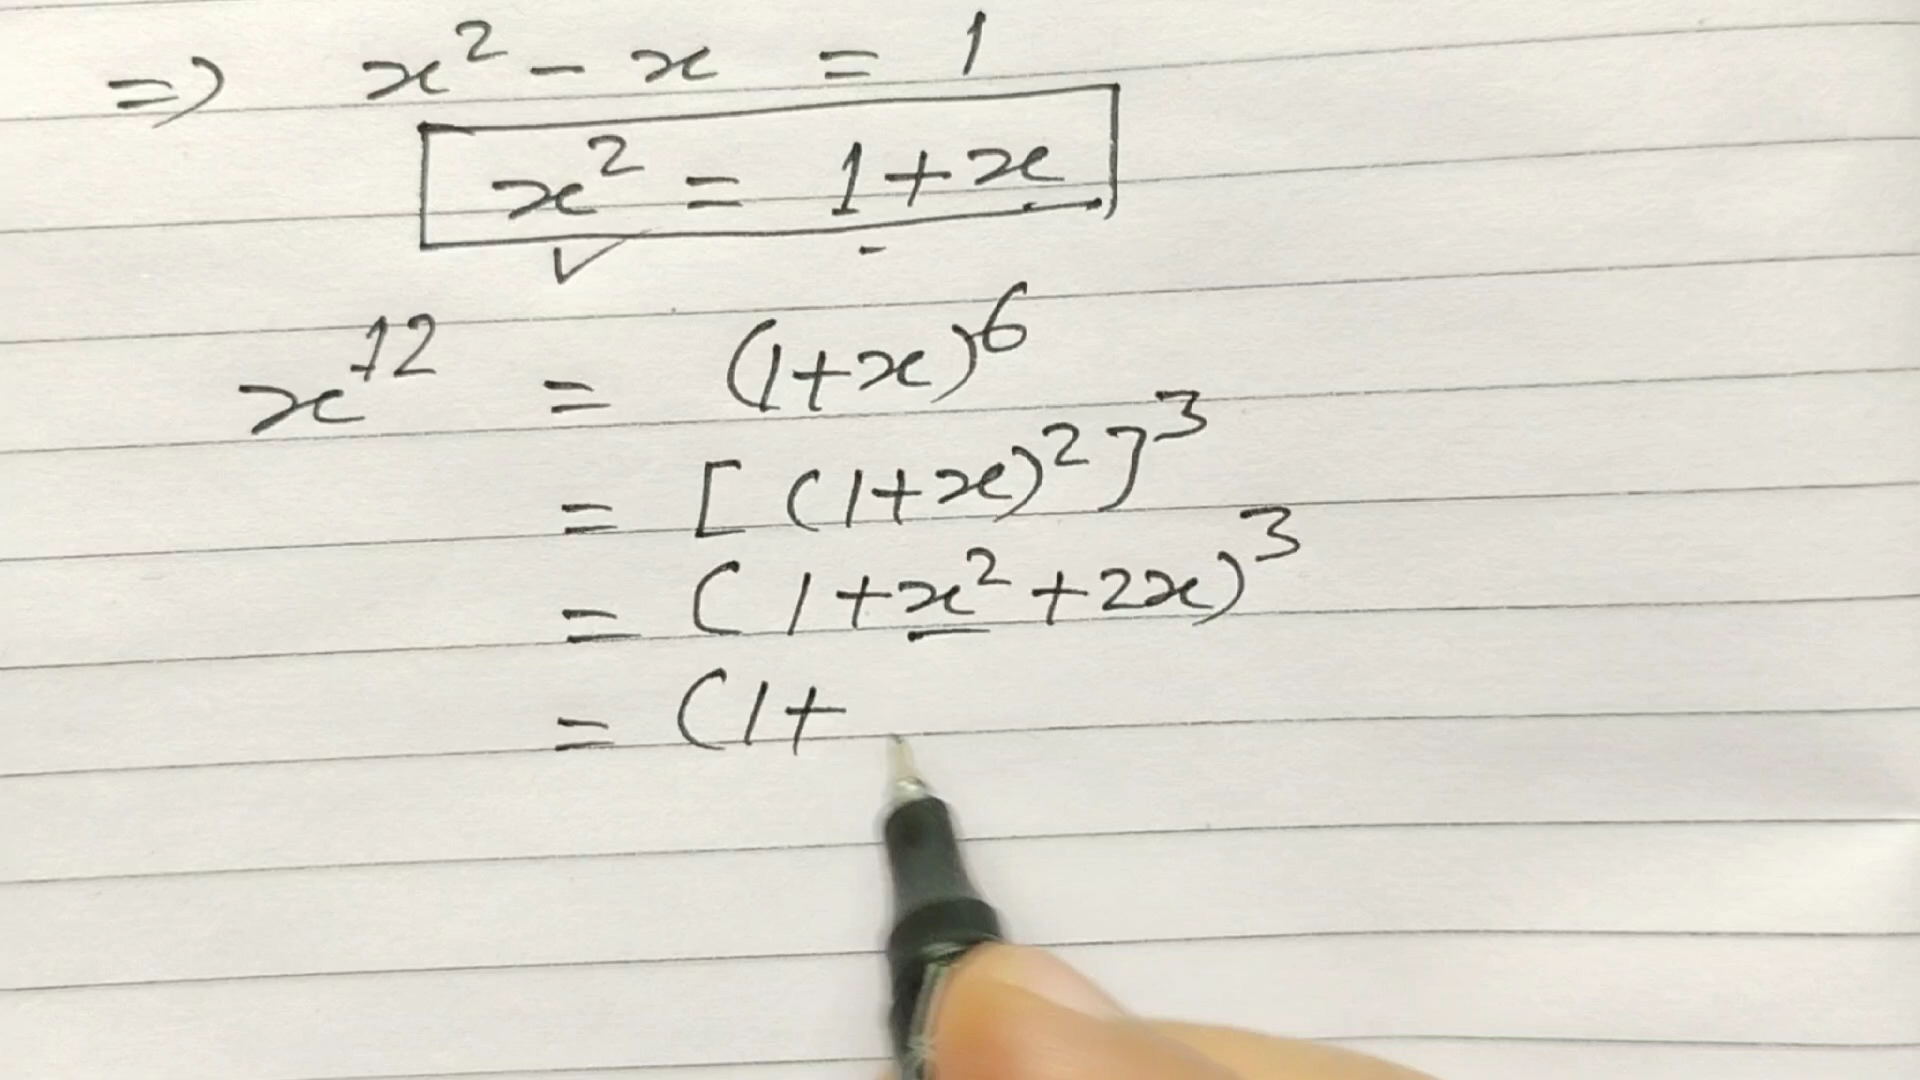 => x² - x = 1
x² = 1+x
x¹² = (1+x)⁶
= [(1+x)²]³
= (1+x²+2x)³
= (1+